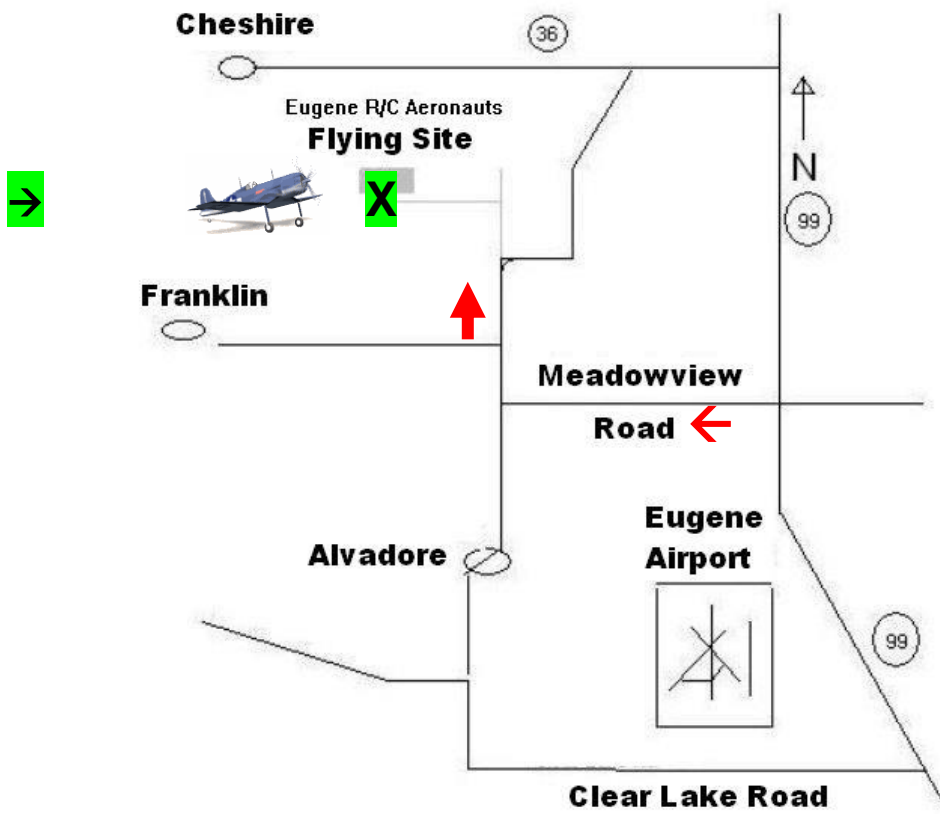 Cheshire
36
Eugene R/C Aeronauts
Flying Site
N
X
99
Franklin
Meadowview
Road
Eugene
Airport
Alvadore
99
Clear Lake Road